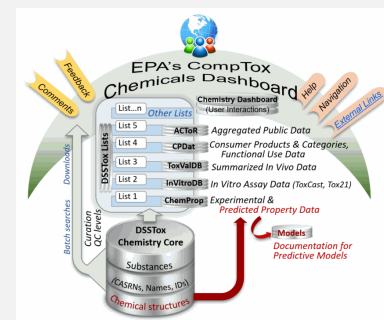 EPA's CompTox
Chemicals Dashboard
Feedback
Comments
Help
Navigation
External Links
List...n
Other Lists
Chemistry Dashboard
(User Interactions)
DSSTox Lists
List 5
ACToR
Aggregated Public Data
List 4
CPDat
Consumer Products & Categories,
Functional Use Data
List 3
ToxValDB
Summarized In Vivo Data
List 2
InVitroDB
In Vitro Assay Data (ToxCast, Tox21)
List 1
ChemProp
Experimental &
Predicted Property Data
Downloads
Batch searches
Curation
QC levels
DSSTox
Chemistry Core
Substances
(CASRNs, Names, IDs)
Chemical structures
Models
Documentation for
Predictive Models